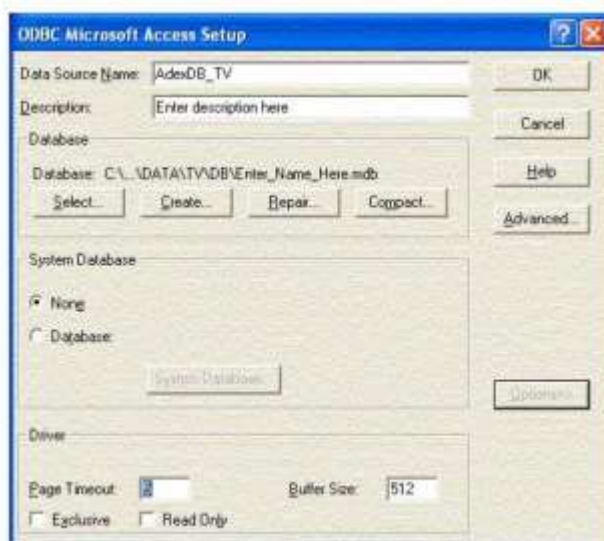 ODBC Microsoft Access Setup
Data Source Name: AdexDB_TV
OK
Description: Enter description here
Cancel
Database
Database: C:\...\DATA\TV\DB\Enter_Name_Here.mdb
Help
Select... Create... Repair... Compact...
Advanced...
System Database
None
Database:
System Database...
Options>>
Driver
Page Timeout: Buffer Size: 512
Exclusive Read Only